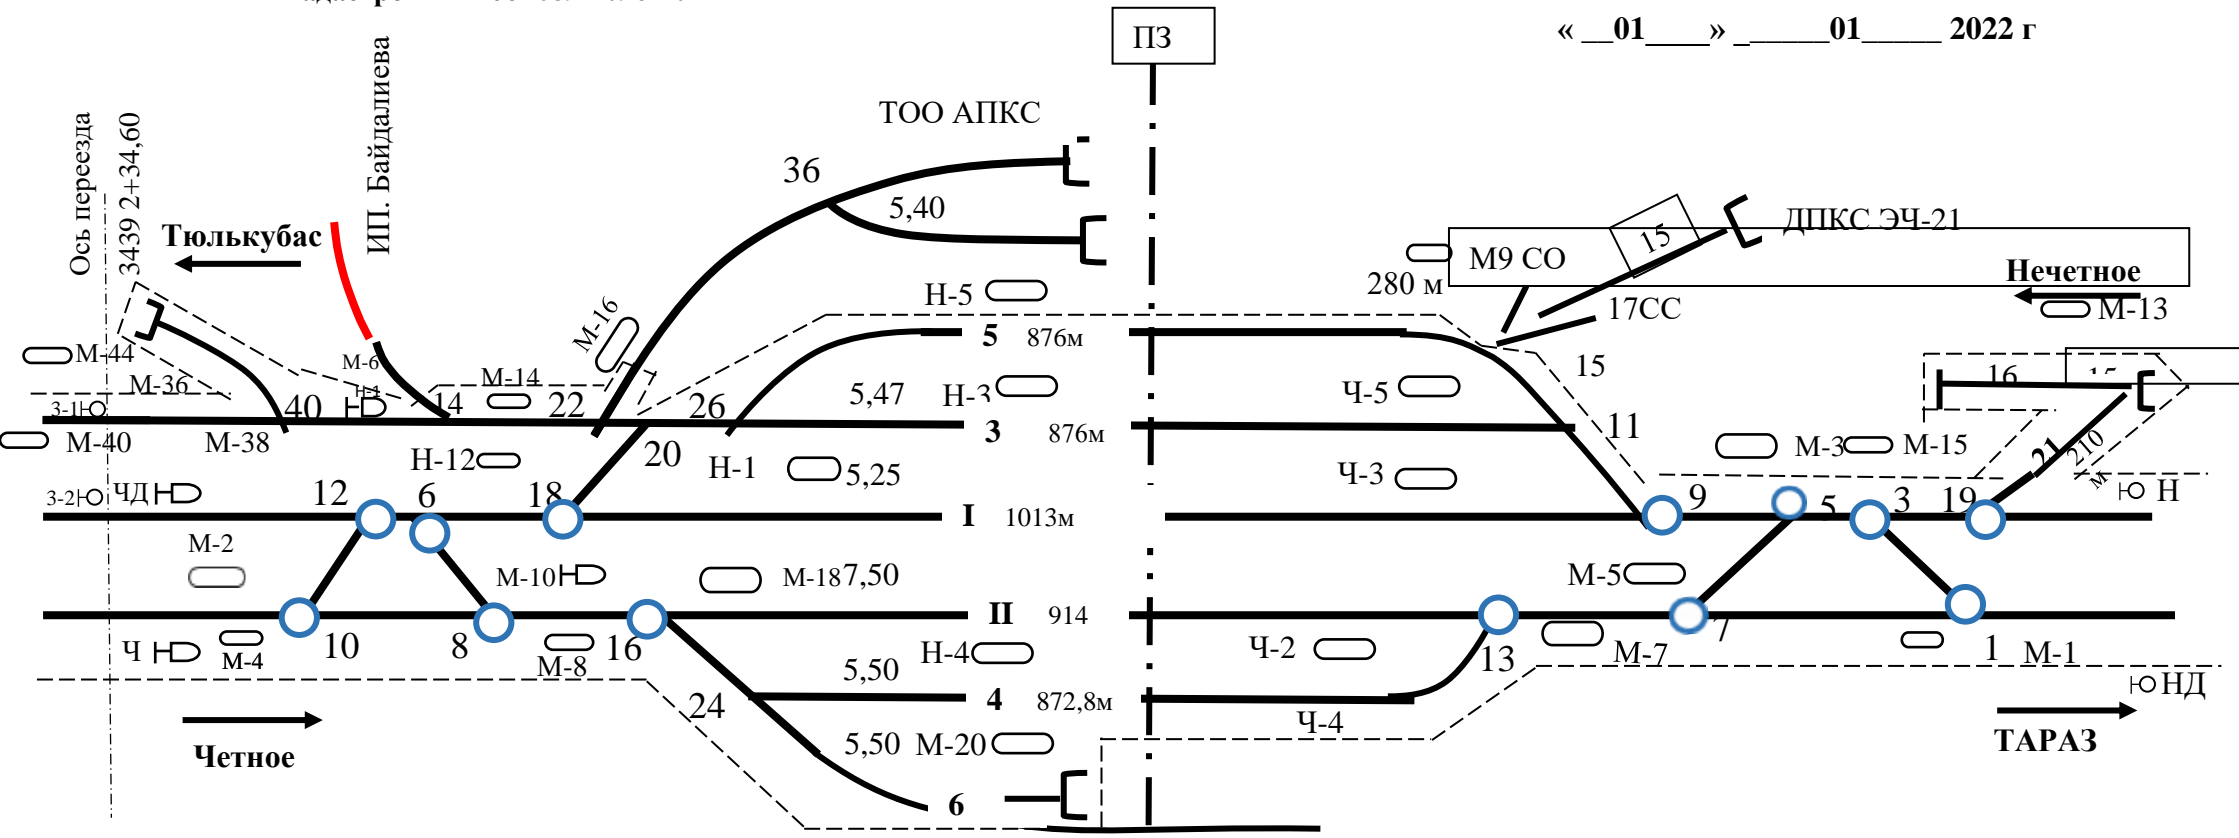 ПЗ
« __01____» ______01_____ 2022 г
Ось переезда
3439 2+34,60
ИП. Байдалиева
Тюлькубас
ТОО АПКС
36
5,40
М-16
Н-5
280 м
М9 СО
15
ДПКС ЭЧ-21
17СС
Нечетное
М-13
М-44
М-36
М-6
Н-1
М-14
5 876м
15
16
3-1
40
14
22
26
5,47
Н-3
Ч-5
11
М-40
М-38
3 876м
Н-12
20
Н-1
5,25
Ч-3
М-3
М-15
21
210 м
3-2
ЧД
12
6
18
I 1013м
9
5
3
19
Н
М-2
М-10
М-18
7,50
М-5
II 914
Ч
М-4
10
8
М-8
16
Н-4
Ч-2
13
М-7
7
1
М-1
5,50
24
4 872,8м
Ч-4
НД
Четное
5,50
М-20
ТАРАЗ
6